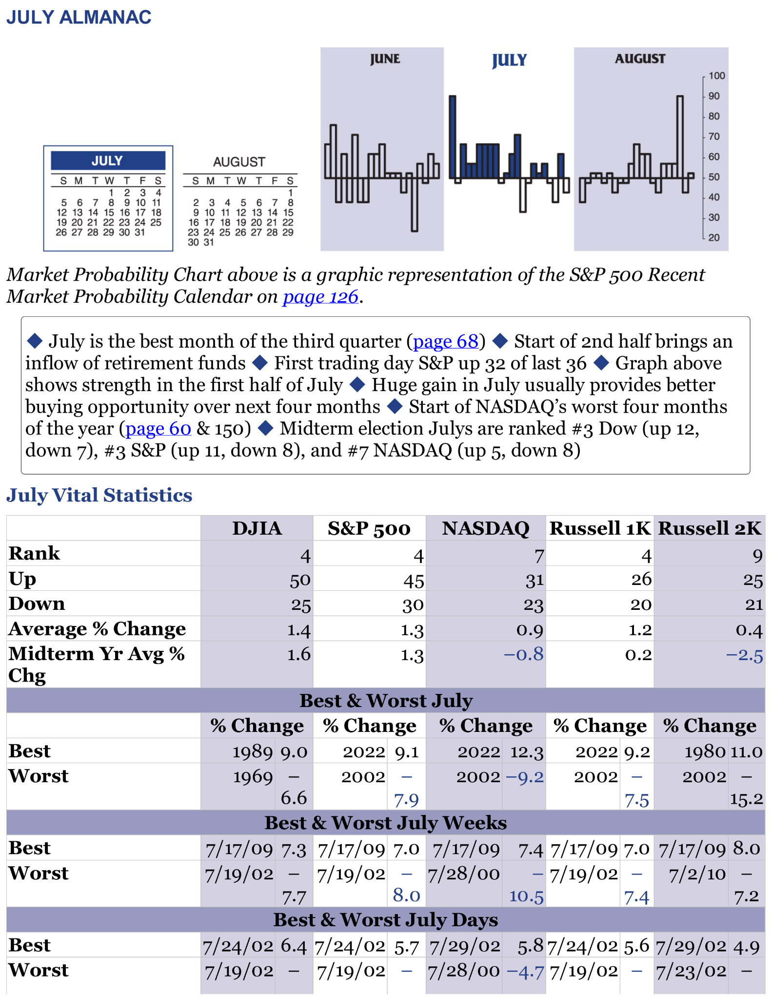 JULY ALMANAC
JUNE JULY AUGUST
100
90
80
70
60
50
40
30
20
JULY
S M T W T F S
1 2 3 4
5 6 7 8 9 10 11
12 13 14 15 16 17 18
19 20 21 22 23 24 25
26 27 28 29 30 31
AUGUST
S M T W T F S
1
2 3 4 5 6 7 8
9 10 11 12 13 14 15
16 17 18 19 20 21 22
23 24 25 26 27 28 29
30 31
Market Probability Chart above is a graphic representation of the S&P 500 Recent
Market Probability Calendar on page 126.
◆ July is the best month of the third quarter (page 68) ◆ Start of 2nd half brings an
inflow of retirement funds ◆ First trading day S&P up 32 of last 36 ◆ Graph above
shows strength in the first half of July ◆ Huge gain in July usually provides better
buying opportunity over next four months ◆ Start of NASDAQ’s worst four months
of the year (page 60 & 150) ◆ Midterm election Julys are ranked #3 Dow (up 12,
down 7), #3 S&P (up 11, down 8), and #7 NASDAQ (up 5, down 8)
July Vital Statistics
DJIA S&P 500 NASDAQ Russell 1K Russell 2K
Rank 4 4 7 4 9
Up 50 45 31 26 25
Down 25 30 23 20 21
Average % Change 1.4 1.3 0.9 1.2 0.4
Midterm Yr Avg % 1.6 1.3 −0.8 0.2 −2.5
Chg
Best & Worst July
% Change % Change % Change % Change % Change
Best 1989 9.0 2022 9.1 2022 12.3 2022 9.2 1980 11.0
Worst 1969 – 2002 – 2002 −9.2 2002 – 2002 –
6.6 7.9 7.5 15.2
Best & Worst July Weeks
Best 7/17/09 7.3 7/17/09 7.0 7/17/09 7.4 7/17/09 7.0 7/17/09 8.0
Worst 7/19/02 – 7/19/02 – 7/28/00 – 7/19/02 – 7/2/10 –
7.7 8.0 10.5 7.4 7.2
Best & Worst July Days
Best 7/24/02 6.4 7/24/02 5.7 7/29/02 5.8 7/24/02 5.6 7/29/02 4.9
Worst 7/19/02 – 7/19/02 – 7/28/00 −4.7 7/19/02 – 7/23/02 –